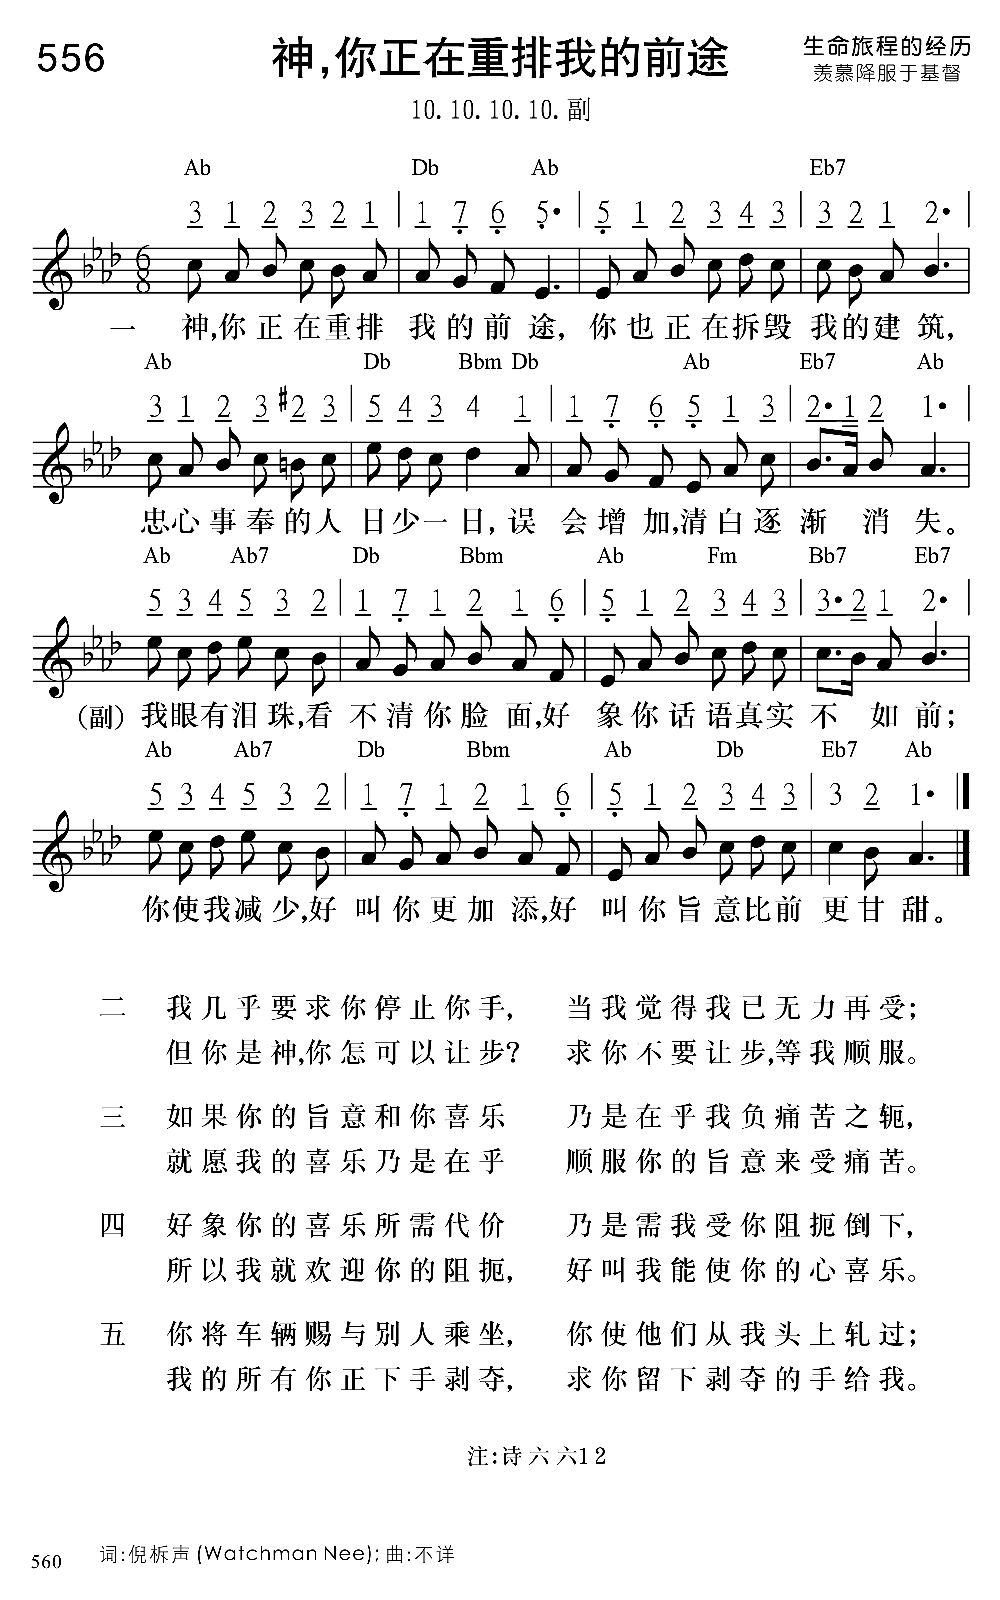 556
神,你正在重排我的前途
生命旅程的经历
羡慕降服于基督
10.10.10.10.副
Ab Db Ab Eb7
3 1 2 3 2 1 | 1 7 6 5• | 5 1 2 3 4 3 | 3 2 1 2• |
6
8
一 神,你正在重排 我的前途, 你也正在拆毁 我的建筑,
Ab Db Bbm Db Ab Eb7 Ab
3 1 2 3 #2 3 | 5 4 3 4 1 | 1 7 6 5 1 3 | 2• 1 2 1• |
忠心事奉的人 日少一日, 误 会增加,清白逐 渐 消 失。
Ab Ab7 Db Bbm Ab Fm Bb7 Eb7
5 3 4 5 3 2 | 1 7 1 2 1 6 | 5 1 2 3 4 3 | 3• 2 1 2• |
(副) 我眼有泪珠,看 不清你脸面,好 象你话语真实 不 如前;
Ab Ab7 Db Bbm Ab Db Eb7 Ab
5 3 4 5 3 2 | 1 7 1 2 1 6 | 5 1 2 3 4 3 | 3 2 1•
你使我减少,好 叫你更加添,好 叫你旨意比前 更甘甜。
二 我几乎要求你停止你手, 当我觉得我已无力再受;
但你是神,你怎可以让步? 求你不要让步,等我顺服。
三 如果你的旨意和你喜乐 乃是在乎我负痛苦之轭,
就愿我的喜乐乃是在乎 顺服你的旨意来受痛苦。
四 好象你的喜乐所需代价 乃是需我受你阻扼倒下,
所以我就欢迎你的阻扼, 好叫我能使你的心喜乐。
五 你将车辆赐与别人乘坐, 你使他们从我头上轧过;
我的所有你正下手剥夺, 求你留下剥夺的手给我。
注:诗六六12
560 词:倪柝声 (Watchman Nee); 曲:不详